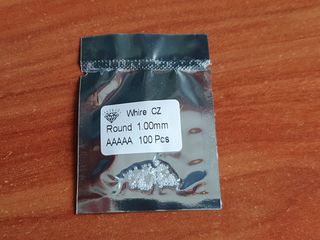 Whire CZ
Round 1.00mm
AAAAA 100 Pcs